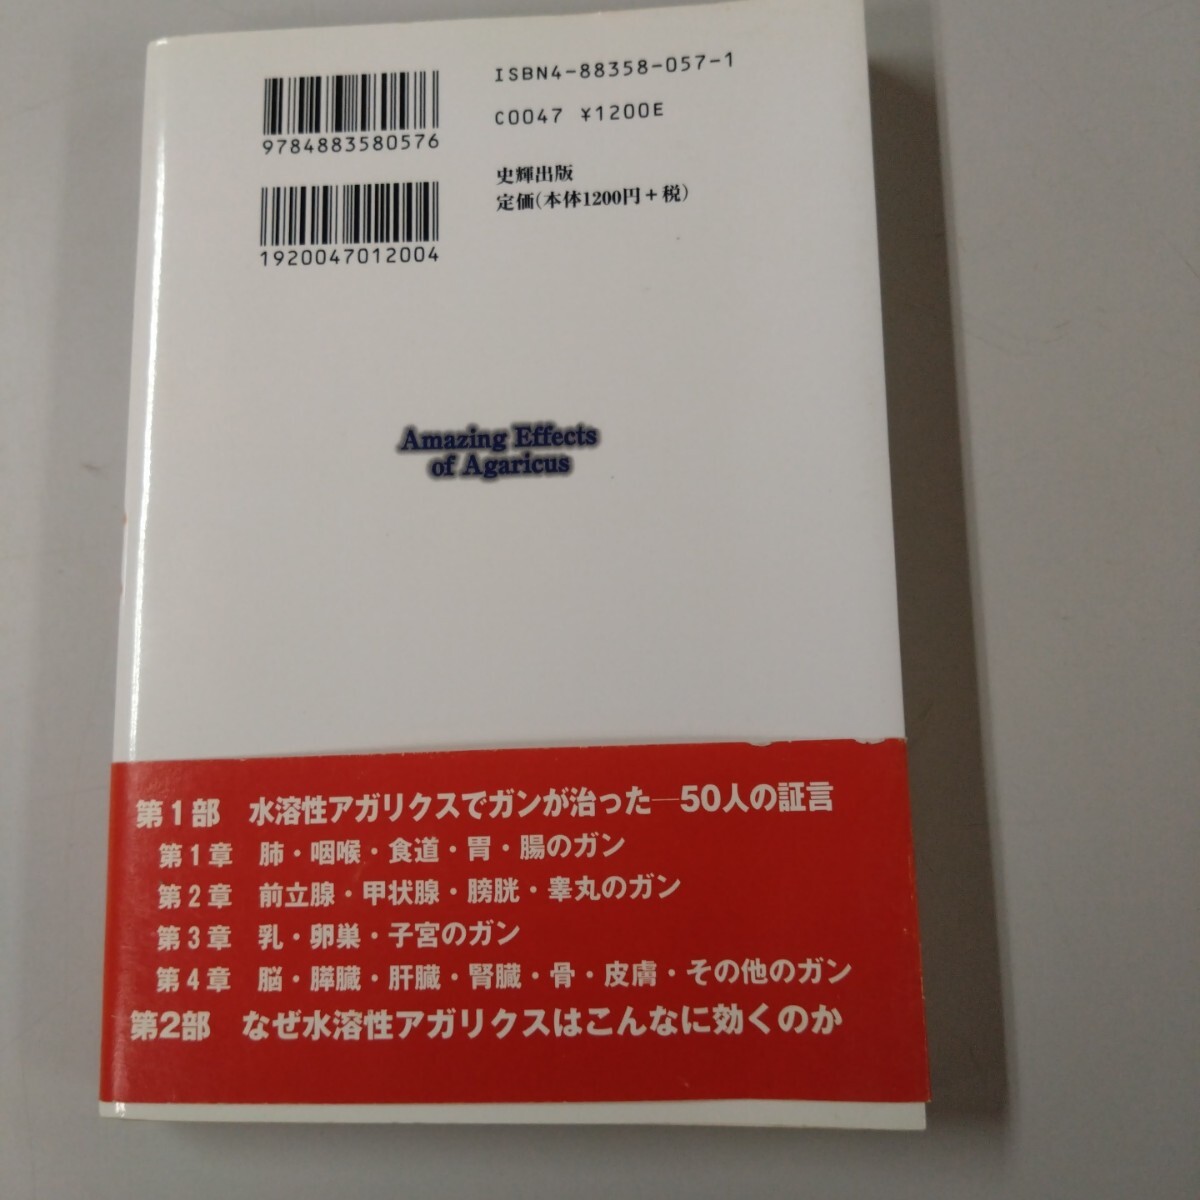 ISBN4-88358-057-1
C0047 ¥1200E
9784883580576
史輝出版
定価(本体1200円+税)
1920047012004
Amazing Effects
of Agaricus
第1部 水溶性アガリクスでガンが治った─50人の証言
第1章 肺・咽喉・食道・胃・腸のガン
第2章 前立腺・甲状腺・膀胱・睾丸のガン
第3章 乳・卵巣・子宮のガン
第4章 脳・膵臓・肝臓・腎臓・骨・皮膚・その他のガン
第2部 なぜ水溶性アガリクスはこんなに効くのか